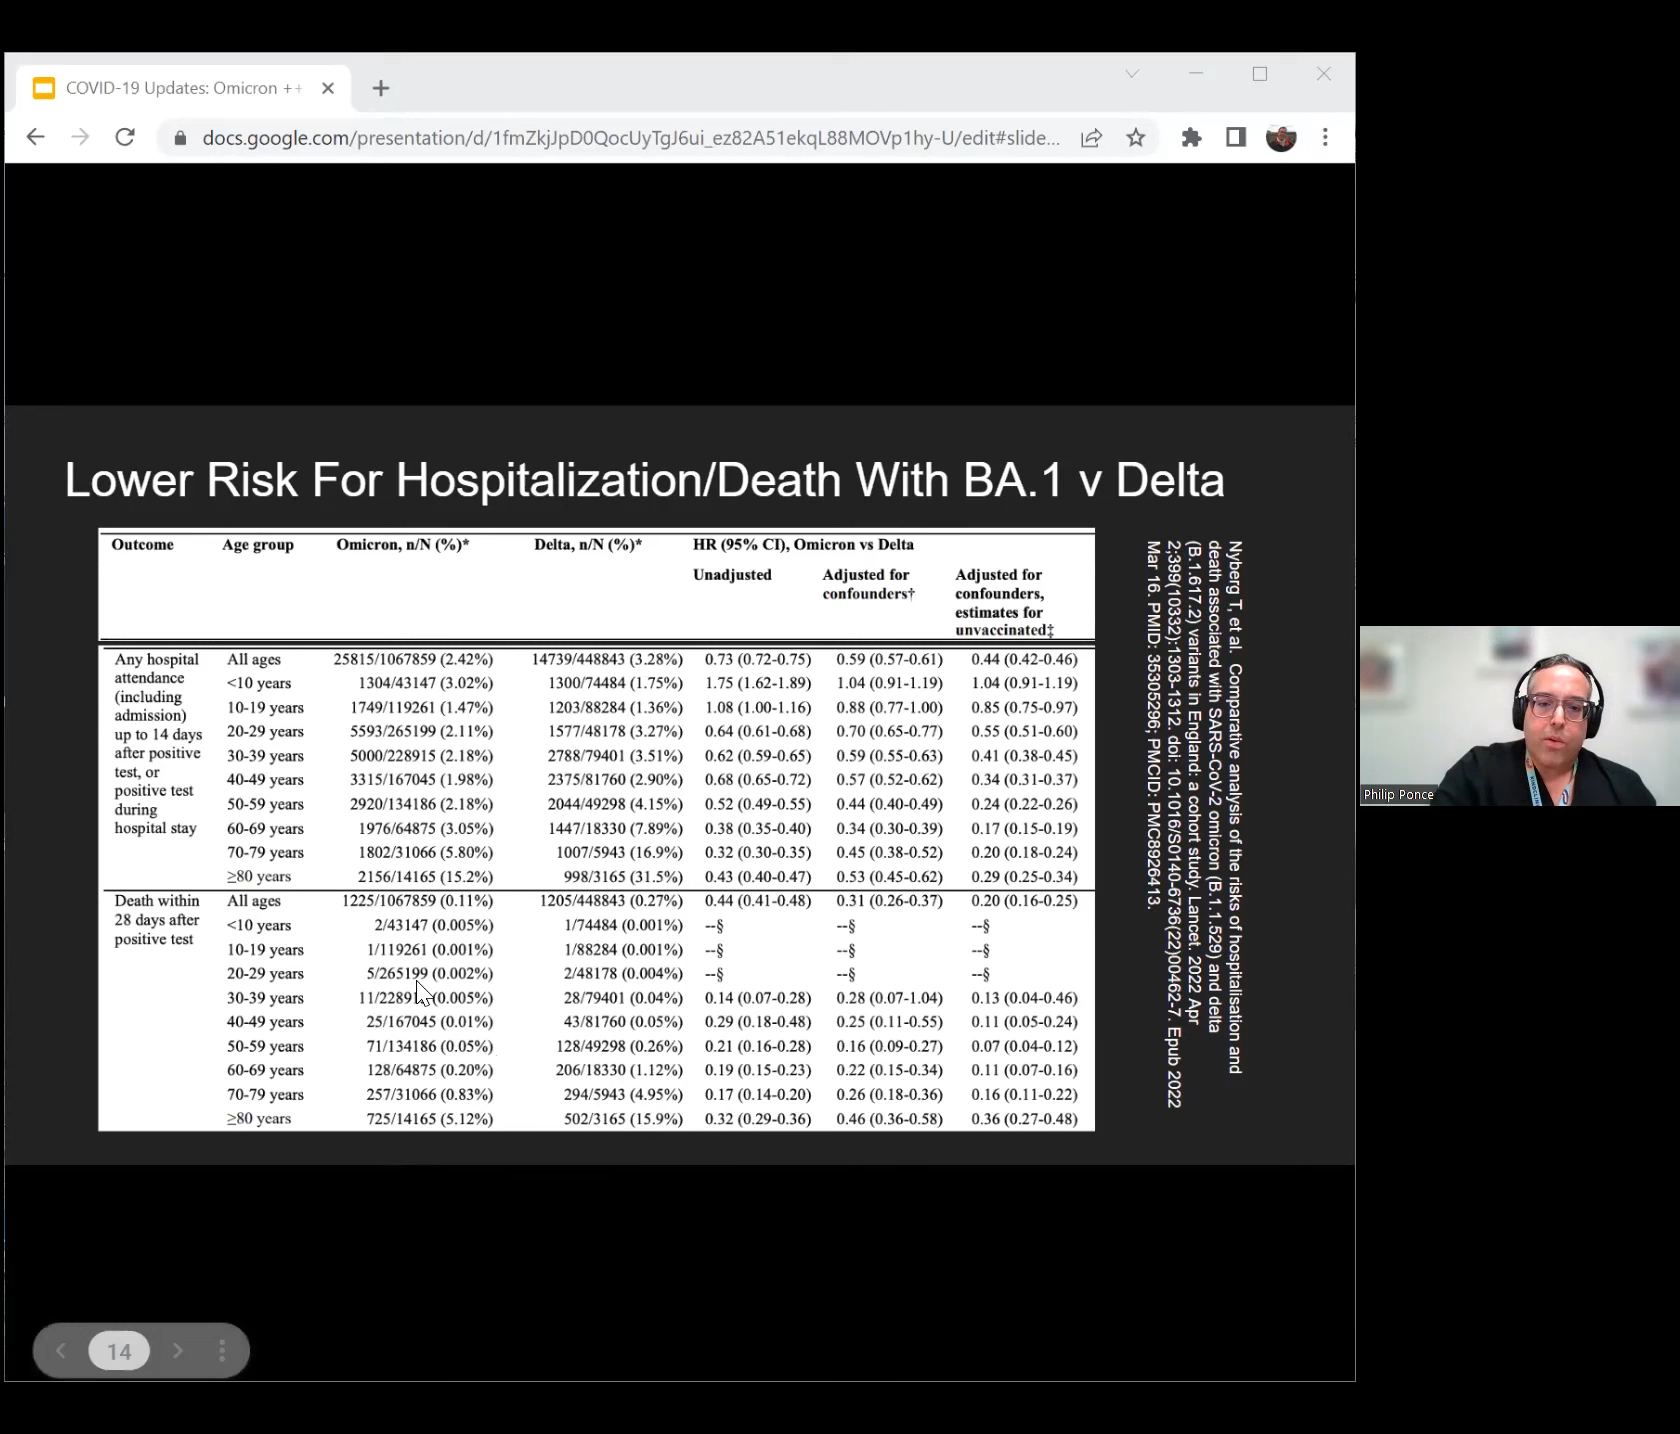 COVID-19 Updates: Omicron ++
docs.google.com/presentation/d/1fmZkjJpD0QocUyTgJ6ui_ez82A51ekqL88MOVp1hy-U/edit#slide...
Lower Risk For Hospitalization/Death With BA.1 v Delta
Outcome Age group Omicron, n/N (%)* Delta, n/N (%)* HR (95% CI), Omicron vs Delta
Unadjusted Adjusted for confounders† Adjusted for confounders, estimates for unvaccinated‡
Any hospital All ages 25815/1067859 (2.42%) 14739/448843 (3.28%) 0.73 (0.72-0.75) 0.59 (0.57-0.61) 0.44 (0.42-0.46)
attendance <10 years 1304/43147 (3.02%) 1300/74484 (1.75%) 1.75 (1.62-1.89) 1.04 (0.91-1.19) 1.04 (0.91-1.19)
(including 10-19 years 1749/119261 (1.47%) 1203/88284 (1.36%) 1.08 (1.00-1.16) 0.88 (0.77-1.00) 0.85 (0.75-0.97)
admission) 20-29 years 5593/265199 (2.11%) 1577/48178 (3.27%) 0.64 (0.61-0.68) 0.70 (0.65-0.77) 0.55 (0.51-0.60)
up to 14 days 30-39 years 5000/228915 (2.18%) 2788/79401 (3.51%) 0.62 (0.59-0.65) 0.59 (0.55-0.63) 0.41 (0.38-0.45)
after positive 40-49 years 3315/167045 (1.98%) 2375/81760 (2.90%) 0.68 (0.65-0.72) 0.57 (0.52-0.62) 0.34 (0.31-0.37)
test, or 50-59 years 2920/134186 (2.18%) 2044/49298 (4.15%) 0.52 (0.49-0.55) 0.44 (0.40-0.49) 0.24 (0.22-0.26)
positive test 60-69 years 1976/64875 (3.05%) 1447/18330 (7.89%) 0.38 (0.35-0.40) 0.34 (0.30-0.39) 0.17 (0.15-0.19)
during 70-79 years 1802/31066 (5.80%) 1007/5943 (16.9%) 0.32 (0.30-0.35) 0.45 (0.38-0.52) 0.20 (0.18-0.24)
hospital stay ≥80 years 2156/14165 (15.2%) 998/3165 (31.5%) 0.43 (0.40-0.47) 0.53 (0.45-0.62) 0.29 (0.25-0.34)
Death within All ages 1225/1067859 (0.11%) 1205/448843 (0.27%) 0.44 (0.41-0.48) 0.31 (0.26-0.37) 0.20 (0.16-0.25)
28 days after <10 years 2/43147 (0.005%) 1/74484 (0.001%) --§ --§ --§
positive test 10-19 years 1/119261 (0.001%) 1/88284 (0.001%) --§ --§ --§
20-29 years 5/265199 (0.002%) 2/48178 (0.004%) --§ --§ --§
30-39 years (0.005%) 28/79401 (0.04%) 0.14 (0.07-0.28) 0.28 (0.07-1.04) 0.13 (0.04-0.46)
40-49 years 25/167045 (0.01%) 43/81760 (0.05%) 0.29 (0.18-0.48) 0.25 (0.11-0.55) 0.11 (0.05-0.24)
50-59 years 71/134186 (0.05%) 128/49298 (0.26%) 0.21 (0.16-0.28) 0.16 (0.09-0.27) 0.07 (0.04-0.12)
60-69 years 128/64875 (0.20%) 206/18330 (1.12%) 0.19 (0.15-0.23) 0.22 (0.15-0.34) 0.11 (0.07-0.16)
70-79 years 257/31066 (0.83%) 294/5943 (4.95%) 0.17 (0.14-0.20) 0.26 (0.18-0.36) 0.16 (0.11-0.22)
≥80 years 725/14165 (5.12%) 502/3165 (15.9%) 0.32 (0.29-0.36) 0.46 (0.36-0.58) 0.36 (0.27-0.48)
Nyberg T, et al. Comparative analysis of the risks of hospitalisation and
death associated with SARS-CoV-2 omicron (B.1.1.529) and delta
(B.1.617.2) variants in England: a cohort study. Lancet. 2022 Apr
2;399(10332):1303-1312. doi: 10.1016/S0140-6736(22)00462-7. Epub 2022
Mar 16. PMID: 35305296; PMCID: PMC8926413.
Philip Ponce
14